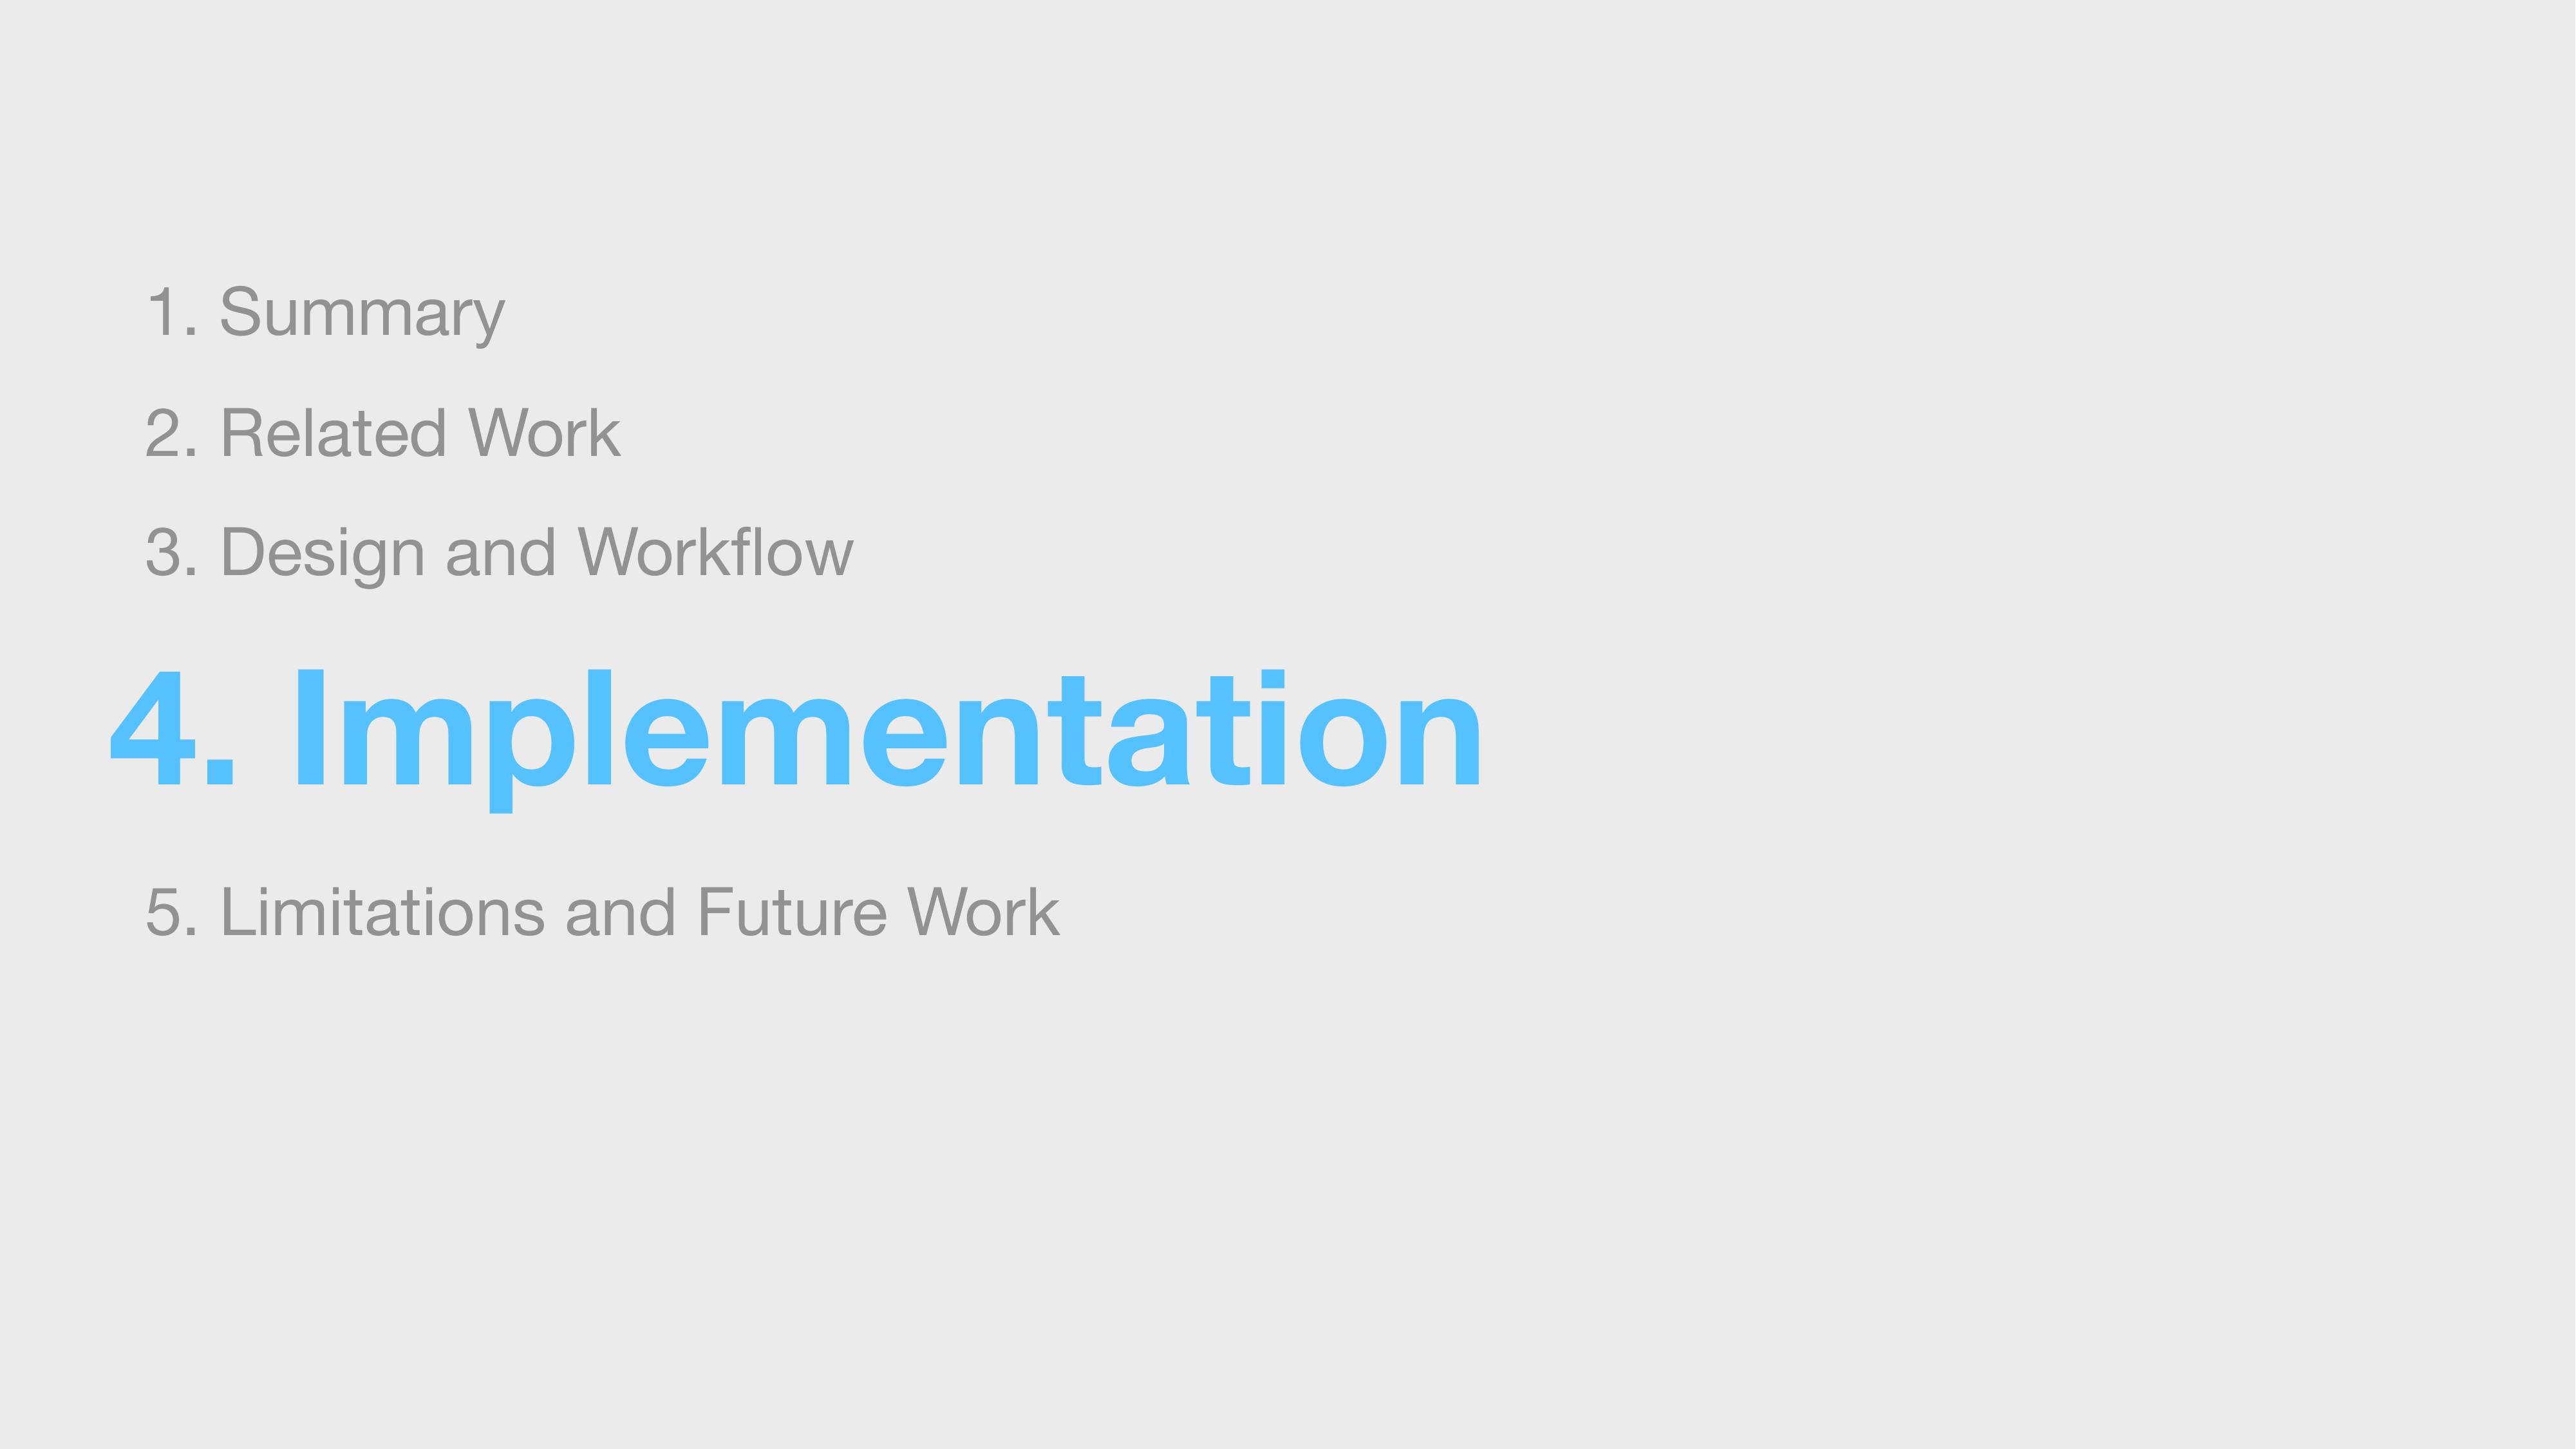 1. Summary
2. Related Work
3. Design and Workflow
4. Implementation
5. Limitations and Future Work